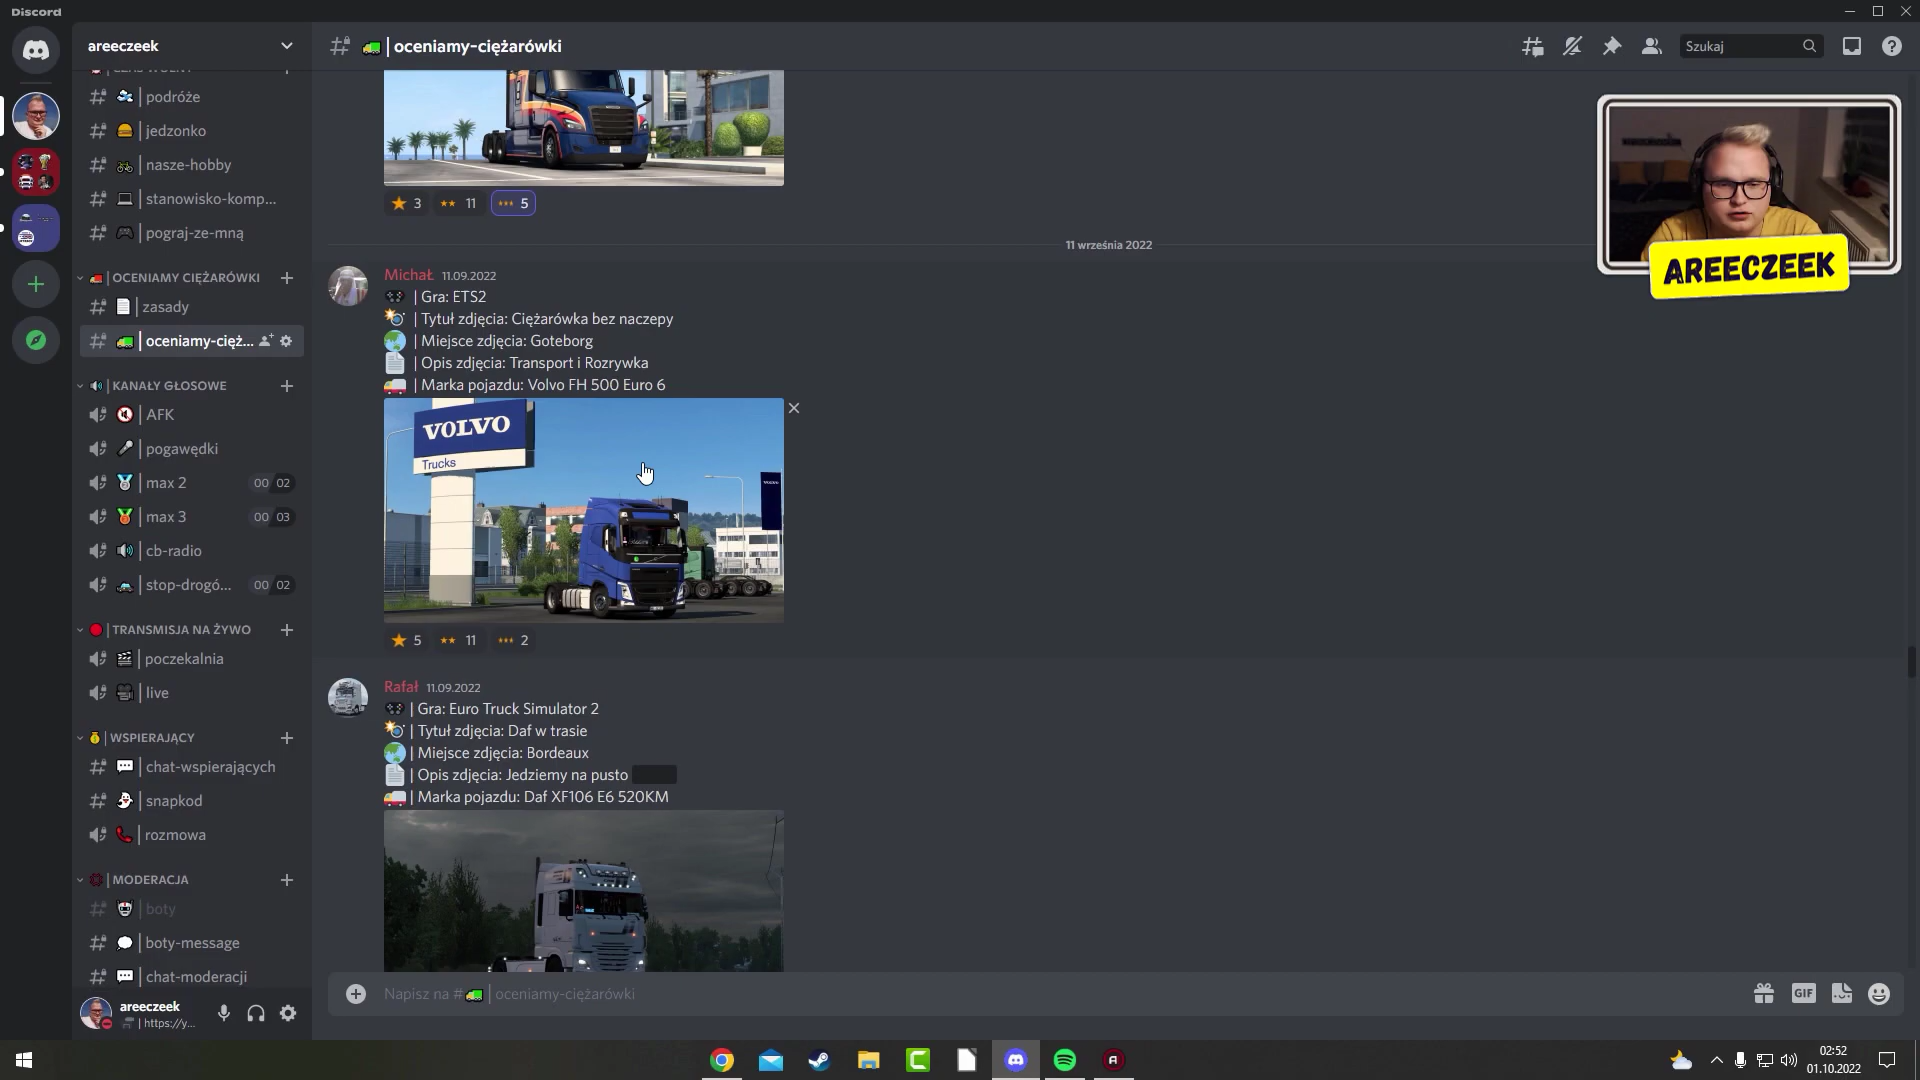 Discord
areeczeek
| oceniamy-ciężarówki
Szukaj
| podróże
| jedzonko
| nasze-hobby
| stanowisko-komp...
| pograj-ze-mną
| OCENIAMY CIĘŻARÓWKI
| zasady
| oceniamy-cięż...
| KANAŁY GŁOSOWE
| AFK
| pogawędki
| max 2 00 02
| max 3 00 03
| cb-radio
| stop-drogó... 00 02
| TRANSMISJA NA ŻYWO
| poczekalnia
| live
| WSPIERAJĄCY
| chat-wspierających
| snapkod
| rozmowa
| MODERACJA
| boty
| boty-message
| chat-moderacji
areeczeek
| https://y...
3 11 5
11 września 2022
MichaŁ 11.09.2022
| Gra: ETS2
| Tytuł zdjęcia: Ciężarówka bez naczepy
| Miejsce zdjęcia: Goteborg
| Opis zdjęcia: Transport i Rozrywka
| Marka pojazdu: Volvo FH 500 Euro 6
VOLVO
Trucks
5 11 2
Rafał 11.09.2022
| Gra: Euro Truck Simulator 2
| Tytuł zdjęcia: Daf w trasie
| Miejsce zdjęcia: Bordeaux
| Opis zdjęcia: Jedziemy na pusto
| Marka pojazdu: Daf XF106 E6 520KM
Napisz na # | oceniamy-ciężarówki
GIF
AREECZEEK
02:52
01.10.2022